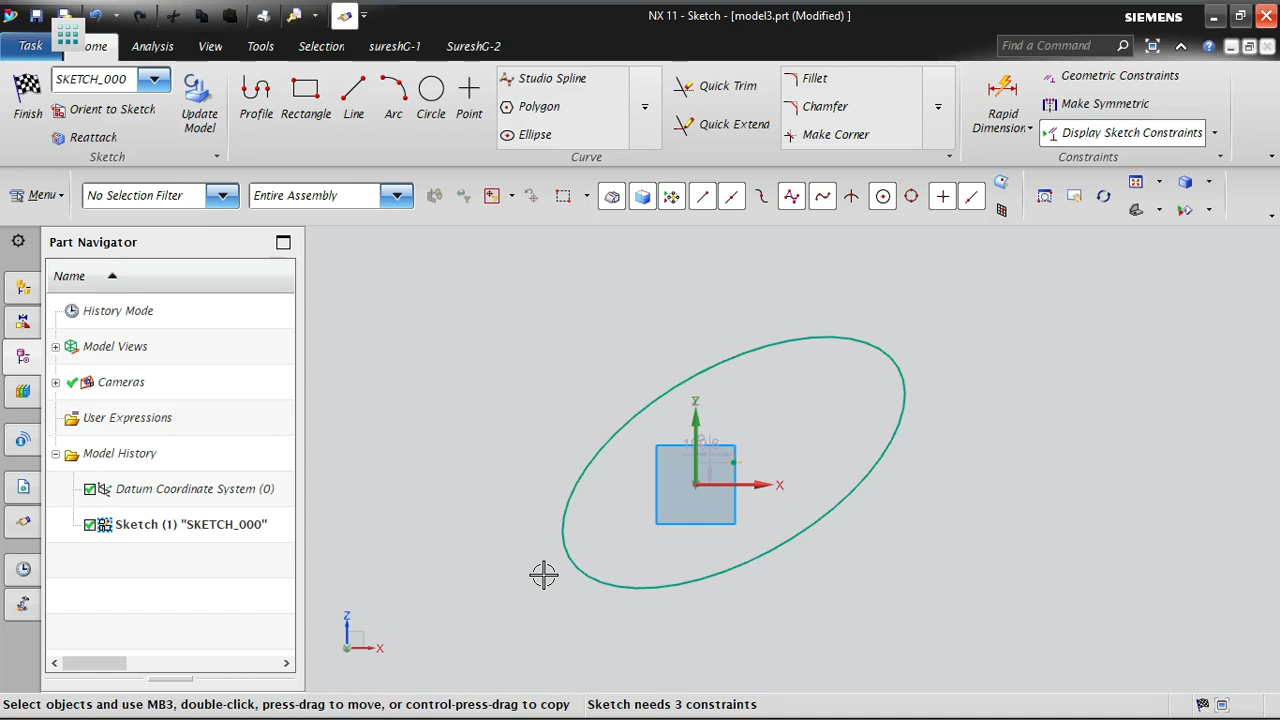 NX 11 - Sketch - [model3.prt (Modified) ]
SIEMENS
Task
ome
Analysis
View
Tools
Selection
sureshG-1
SureshG-2
Find a Command
SKETCH_000
Orient to Sketch
Reattach
Finish
Update
Model
Sketch
Profile
Rectangle
Line
Arc
Circle
Point
Studio Spline
Polygon
Ellipse
Quick Trim
Quick Extend
Fillet
Chamfer
Make Corner
Curve
Rapid
Dimension
Geometric Constraints
Make Symmetric
Display Sketch Constraints
Constraints
Menu
No Selection Filter
Entire Assembly
Part Navigator
Name
History Mode
Model Views
Cameras
User Expressions
Model History
Datum Coordinate System (0)
Sketch (1) "SKETCH_000"
X
Z
X
Select objects and use MB3, double-click, press-drag to move, or control-press-drag to copy
Sketch needs 3 constraints